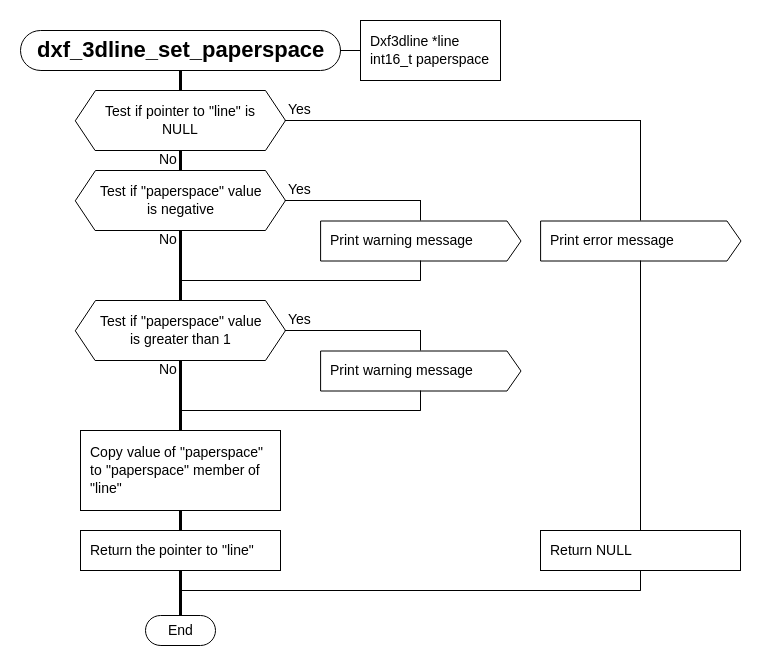 dxf_3dline_set_paperspace
Dxf3dline *line
int16_t paperspace
Test if pointer to "line" is
NULL
Yes
No
Test if "paperspace" value
is negative
Yes
No
Print warning message
Print error message
Test if "paperspace" value
is greater than 1
Yes
No
Print warning message
Copy value of "paperspace"
to "paperspace" member of
"line"
Return the pointer to "line"
Return NULL
End